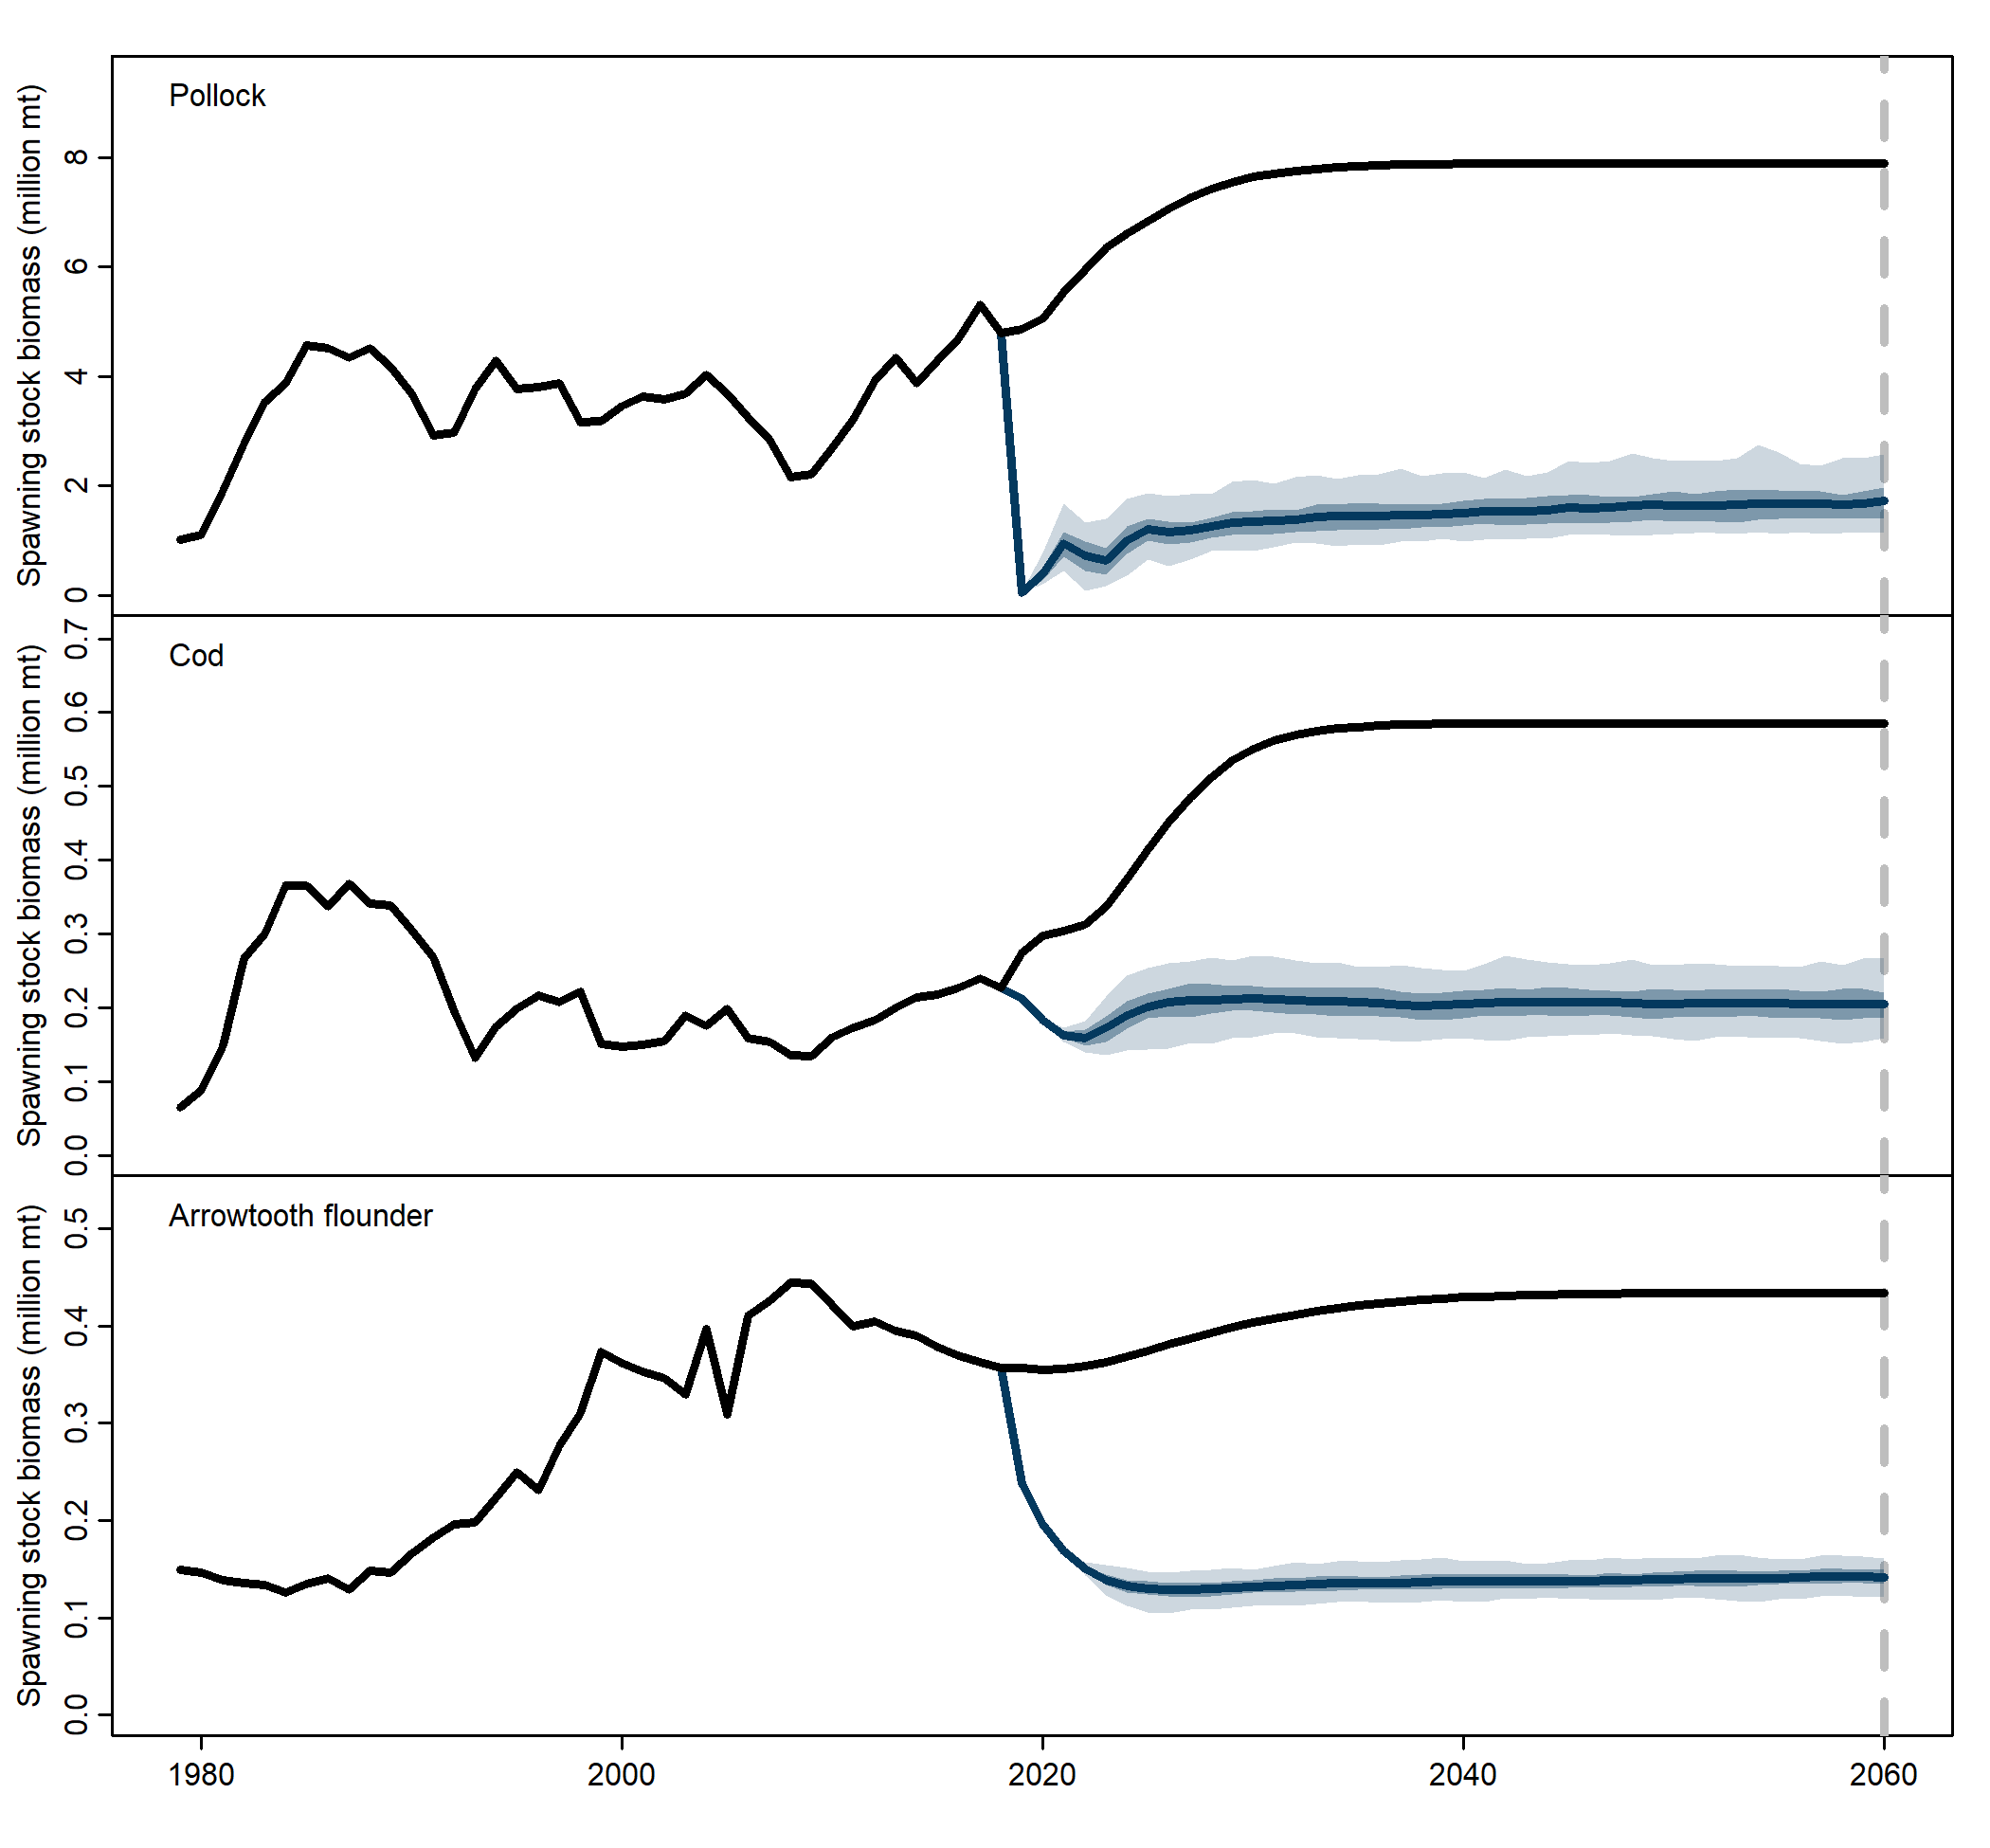 Pollock
Spawning stock biomass (million mt)
8
6
4
2
0
Cod
Spawning stock biomass (million mt)
0.7
0.6
0.5
0.4
0.3
0.2
0.1
0.0
Arrowtooth flounder
Spawning stock biomass (million mt)
0.5
0.4
0.3
0.2
0.1
0.0
1980 2000 2020 2040 2060